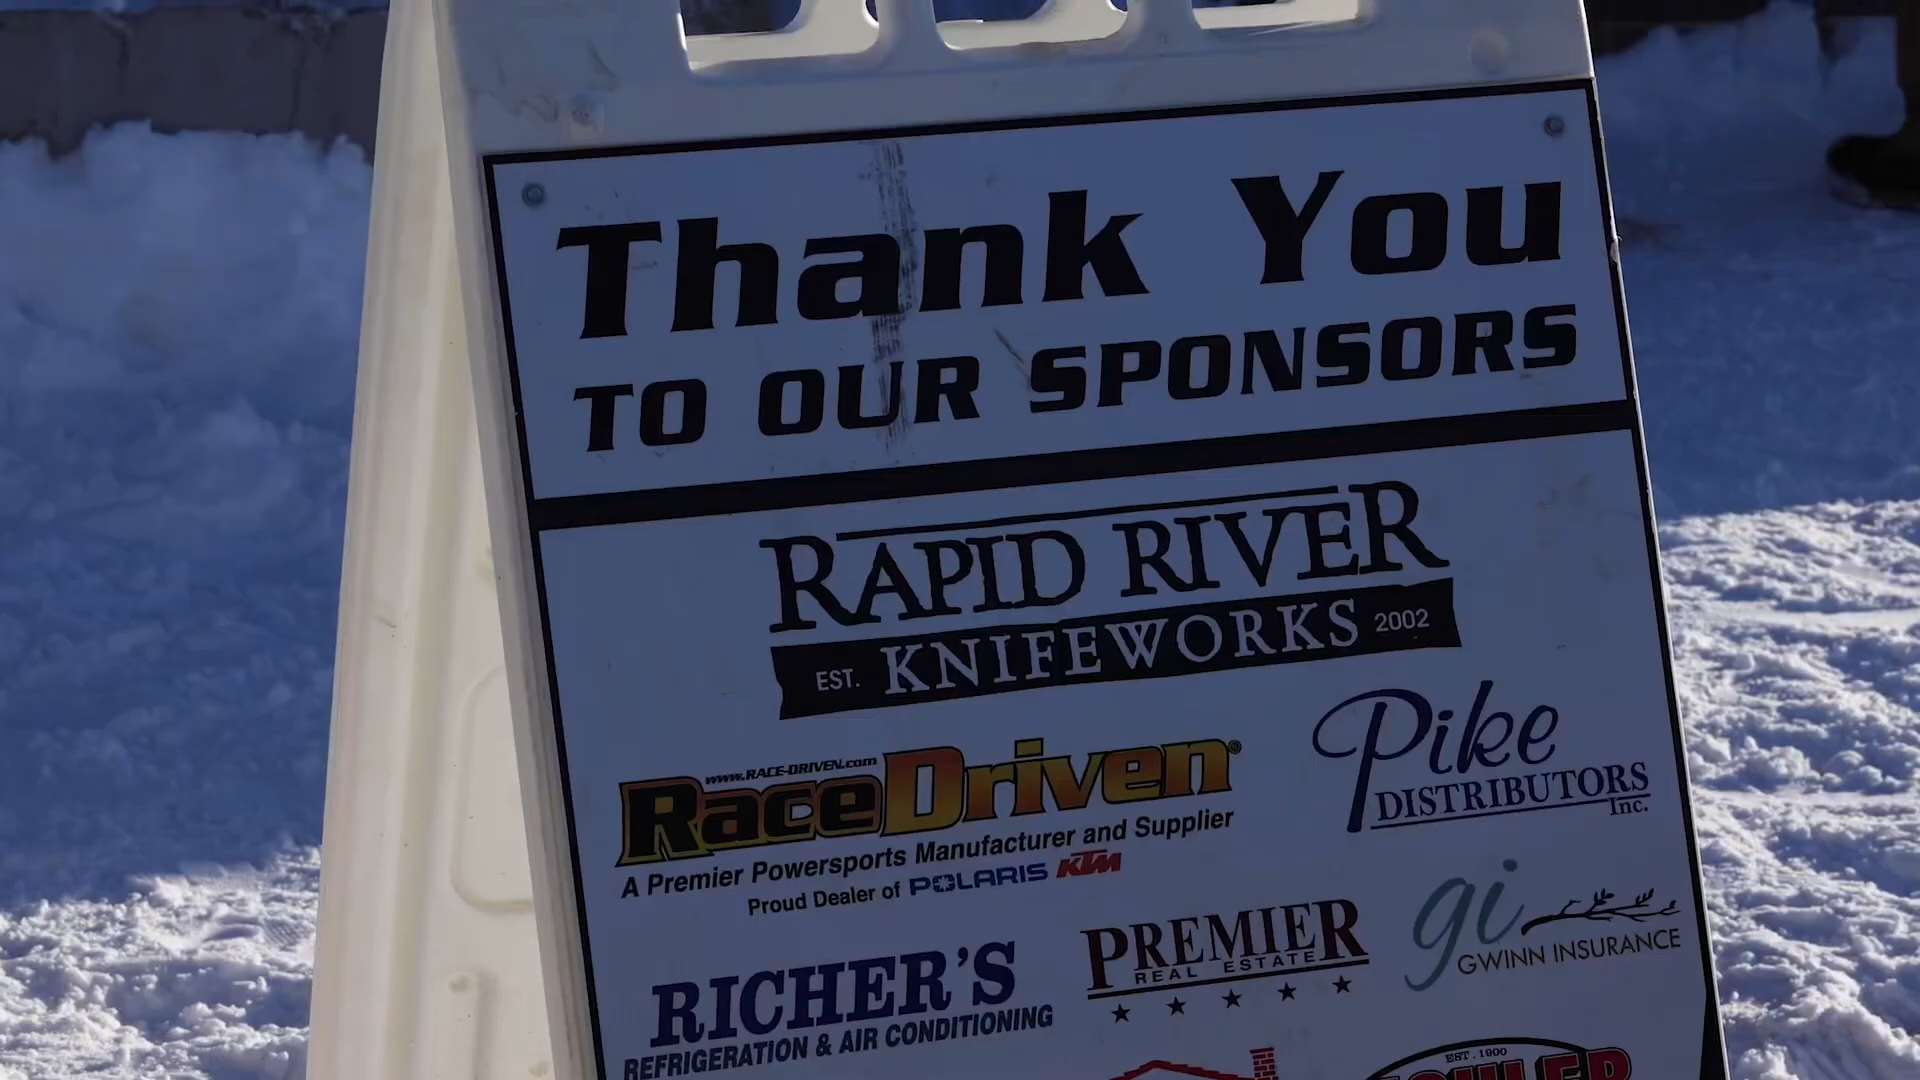 Thank You
TO OUR SPONSORS
RAPID RIVER
EST. KNIFEWORKS 2002
www.RACE-DRIVEN.com
RaceDriven®
A Premier Powersports Manufacturer and Supplier
Proud Dealer of POLARIS KTM
Pike
DISTRIBUTORS
Inc.
RICHER'S
REFRIGERATION & AIR CONDITIONING
PREMIER
REAL ESTATE
gi
GWINN INSURANCE
EST. 1900